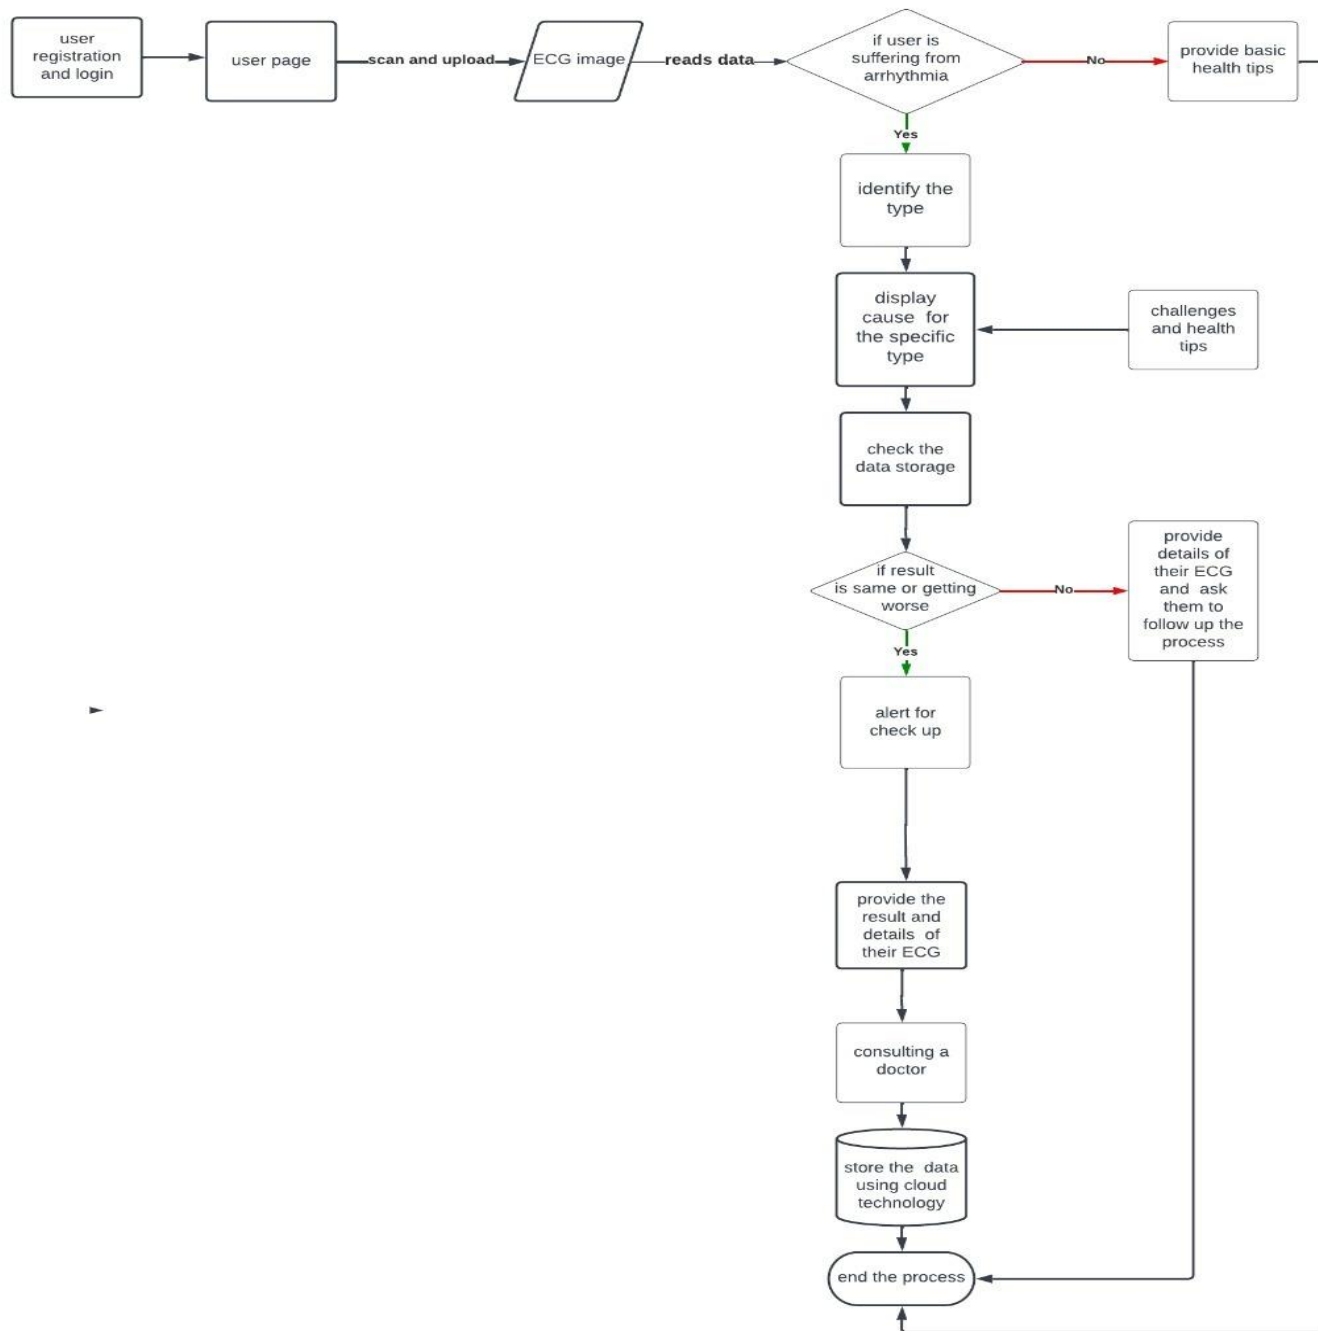 user
registration
and login
user page
scan and upload
ECG image
reads data
if user is
suffering from
arrhythmia
No
provide basic
health tips
Yes
identify the
type
display
cause for
the specific
type
challenges
and health
tips
check the
data storage
if result
is same or getting
worse
No
provide
details of
their ECG
and ask
them to
follow up the
process
Yes
alert for
check up
provide the
result and
details of
their ECG
consulting a
doctor
store the data
using cloud
technology
end the process